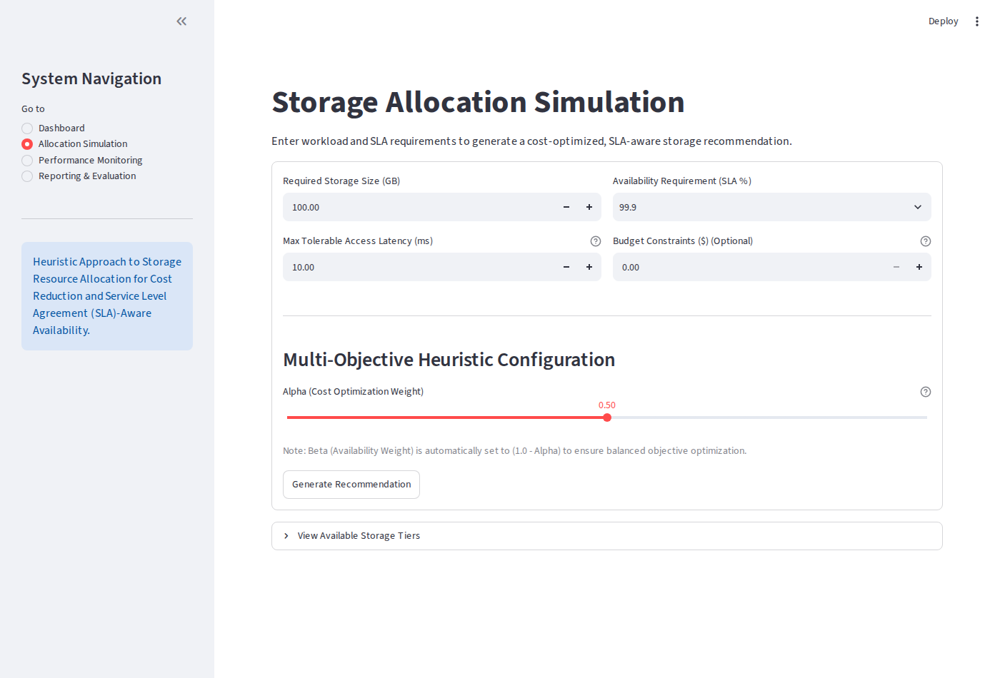 Deploy
System Navigation
Go to
Dashboard
Allocation Simulation
Performance Monitoring
Reporting & Evaluation
Heuristic Approach to Storage
Resource Allocation for Cost
Reduction and Service Level
Agreement (SLA)-Aware
Availability.
Storage Allocation Simulation
Enter workload and SLA requirements to generate a cost-optimized, SLA-aware storage recommendation.
Required Storage Size (GB)
100.00
Availability Requirement (SLA %)
99.9
Max Tolerable Access Latency (ms)
10.00
Budget Constraints ($) (Optional)
0.00
Multi-Objective Heuristic Configuration
Alpha (Cost Optimization Weight)
0.50
Note: Beta (Availability Weight) is automatically set to (1.0 - Alpha) to ensure balanced objective optimization.
Generate Recommendation
View Available Storage Tiers